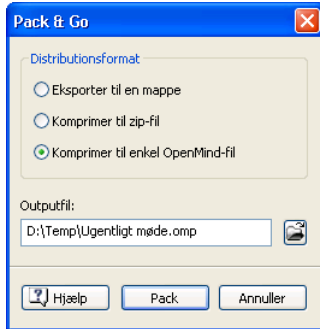 Pack & Go
Distributionsformat
Eksporter til en mappe
Komprimer til zip-fil
Komprimer til enkel OpenMind-fil
Outputfil:
D:\Temp\Ugentligt møde.omp
Hjælp Pack Annuller